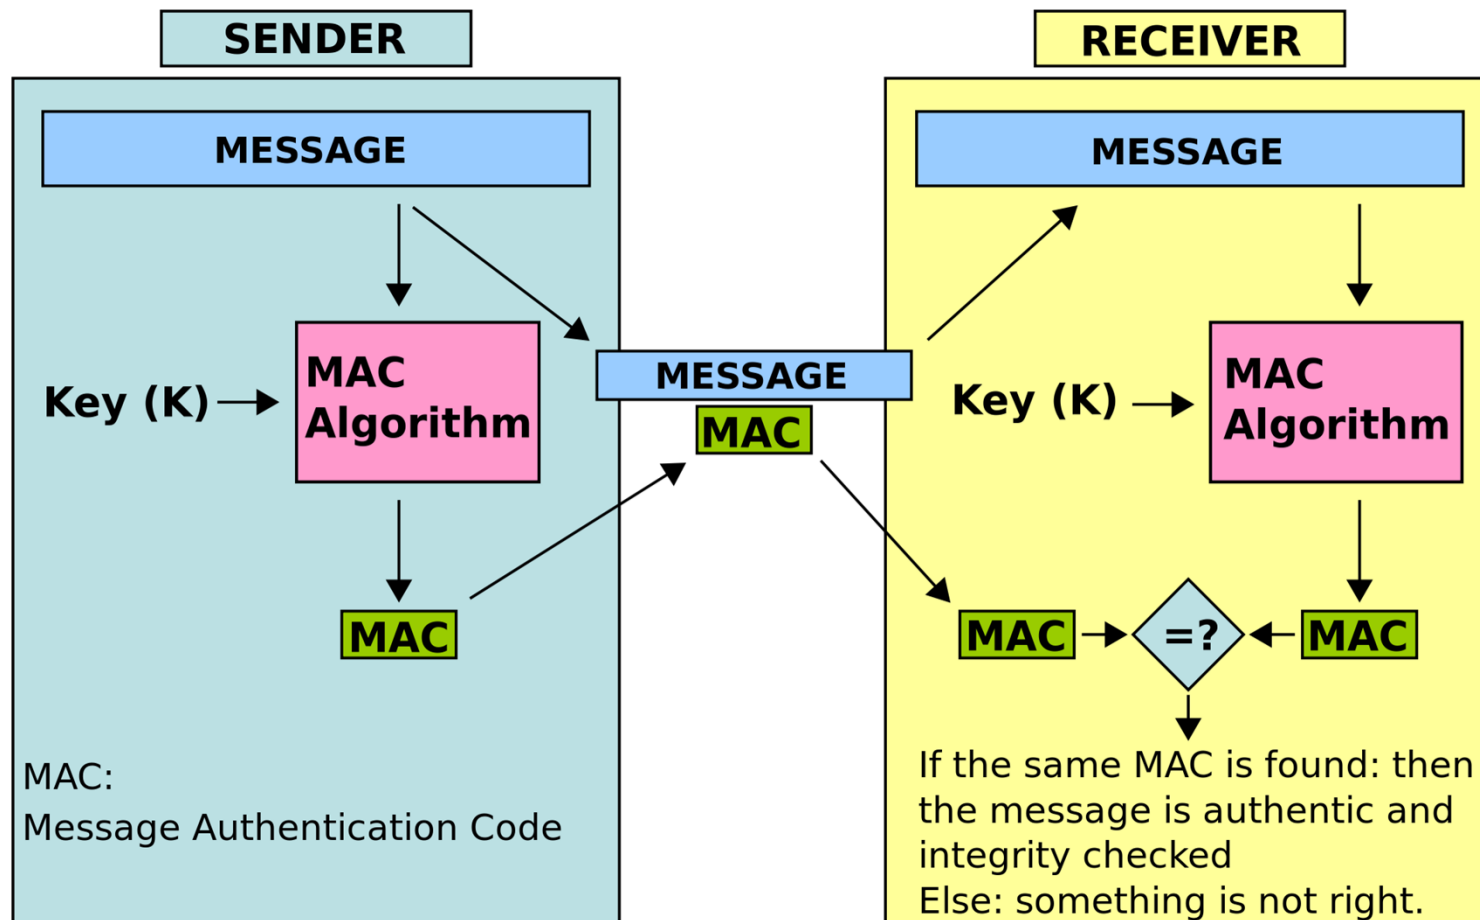 SENDER
MESSAGE
Key (K)
MAC
Algorithm
MAC
MAC:
Message Authentication Code
MESSAGE
MAC
RECEIVER
MESSAGE
Key (K)
MAC
Algorithm
MAC
=?
MAC
If the same MAC is found: then
the message is authentic and
integrity checked
Else: something is not right.